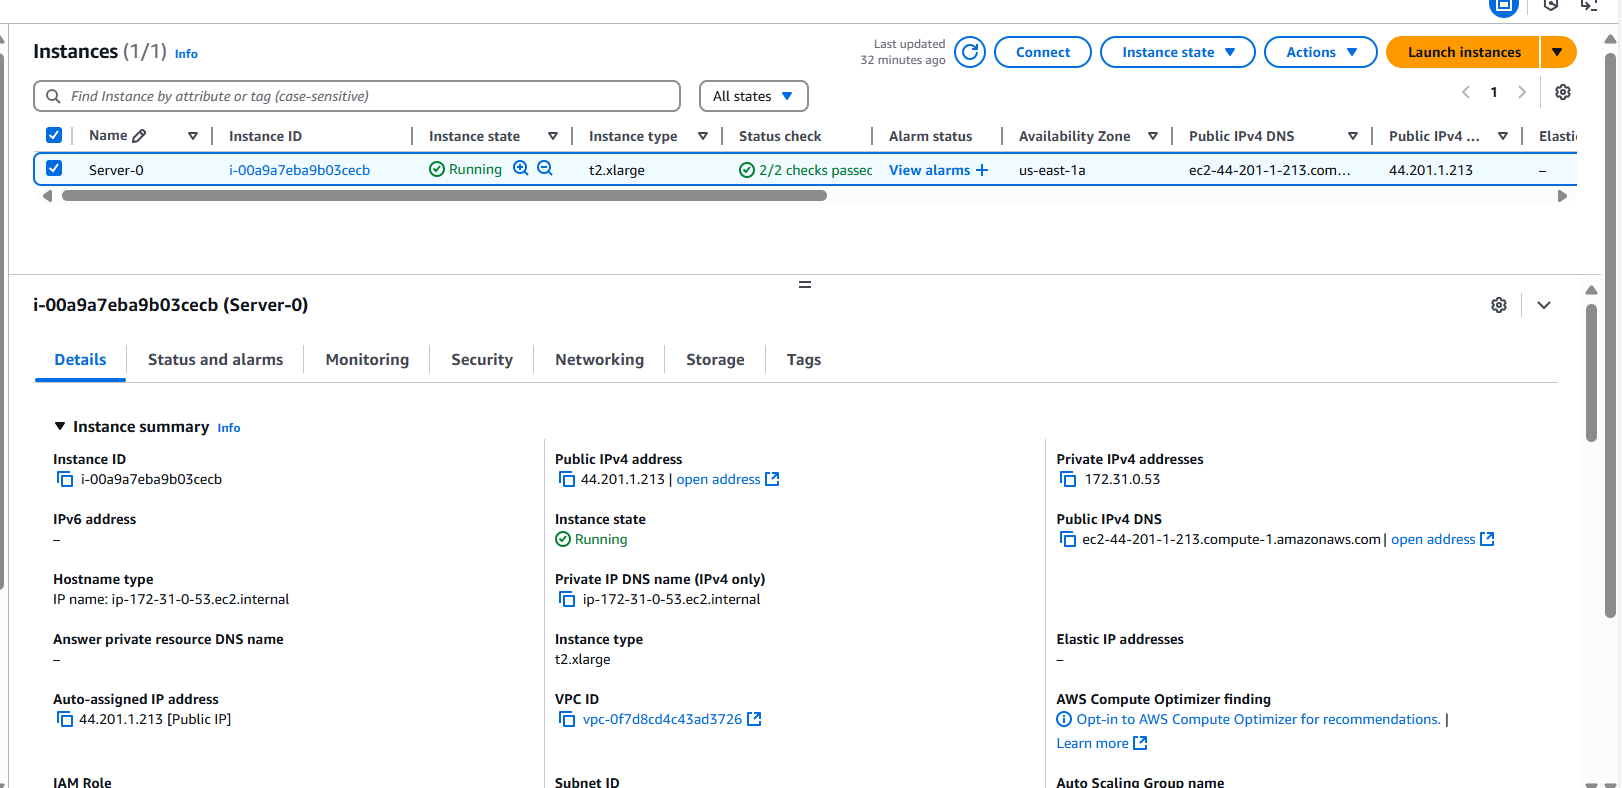 Instances (1/1) Info
Last updated
32 minutes ago
Connect
Instance state
Actions
Launch instances
Find Instance by attribute or tag (case-sensitive)
All states
1
Name Instance ID Instance state Instance type Status check Alarm status Availability Zone Public IPv4 DNS Public IPv4 ... Elasti
Server-0 i-00a9a7eba9b03cecb Running t2.xlarge 2/2 checks passec View alarms + us-east-1a ec2-44-201-1-213.com... 44.201.1.213 –
i-00a9a7eba9b03cecb (Server-0)
Details Status and alarms Monitoring Security Networking Storage Tags
Instance summary Info
Instance ID
i-00a9a7eba9b03cecb
Public IPv4 address
44.201.1.213 | open address
Private IPv4 addresses
172.31.0.53
IPv6 address
–
Instance state
Running
Public IPv4 DNS
ec2-44-201-1-213.compute-1.amazonaws.com | open address
Hostname type
IP name: ip-172-31-0-53.ec2.internal
Private IP DNS name (IPv4 only)
ip-172-31-0-53.ec2.internal
Answer private resource DNS name
–
Instance type
t2.xlarge
Elastic IP addresses
–
Auto-assigned IP address
44.201.1.213 [Public IP]
VPC ID
vpc-0f7d8cd4c43ad3726
AWS Compute Optimizer finding
Opt-in to AWS Compute Optimizer for recommendations. |
Learn more
IAM Role
Subnet ID
Auto Scaling Group name